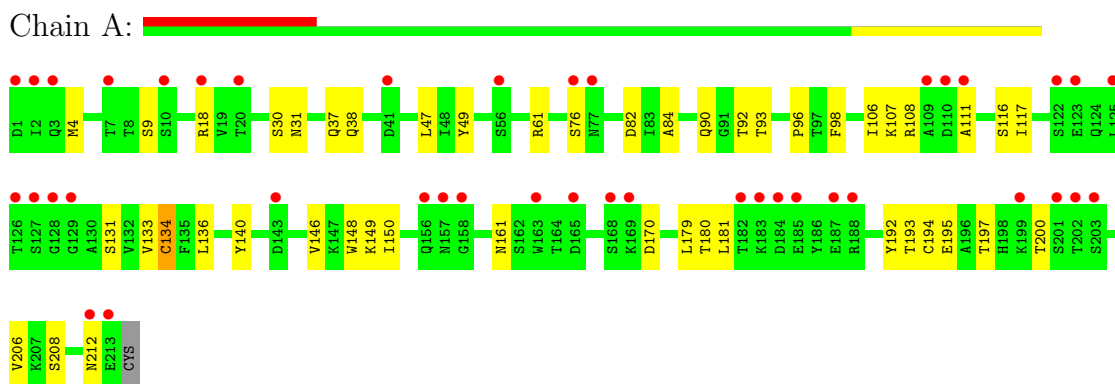 Chain A:
D1 I2 Q3 M4 T7 T8 S9 S10 R18 V19 T20 S30 N31 Q37 Q38 D41 L47 I48 Y49 S56 R61 S76 N77 D82 I83 A84 Q90 G91 T92 T93 P96 T97 F98 I106 K107 R108 A109 D110 A111 S116 I117 S122 E123 Q124 L125
T126 S127 G128 G129 A130 S131 V132 V133 C134 F135 L136 Y140 D143 V146 K147 W148 K149 I150 Q156 N157 G158 N161 S162 W163 T164 D165 S168 K169 D170 L179 T180 L181 T182 K183 D184 E185 Y186 E187 R188 Y192 T193 C194 E195 A196 T197 H198 K199 T200 S201 T202 S203
V206 K207 S208 N212 E213 CYS